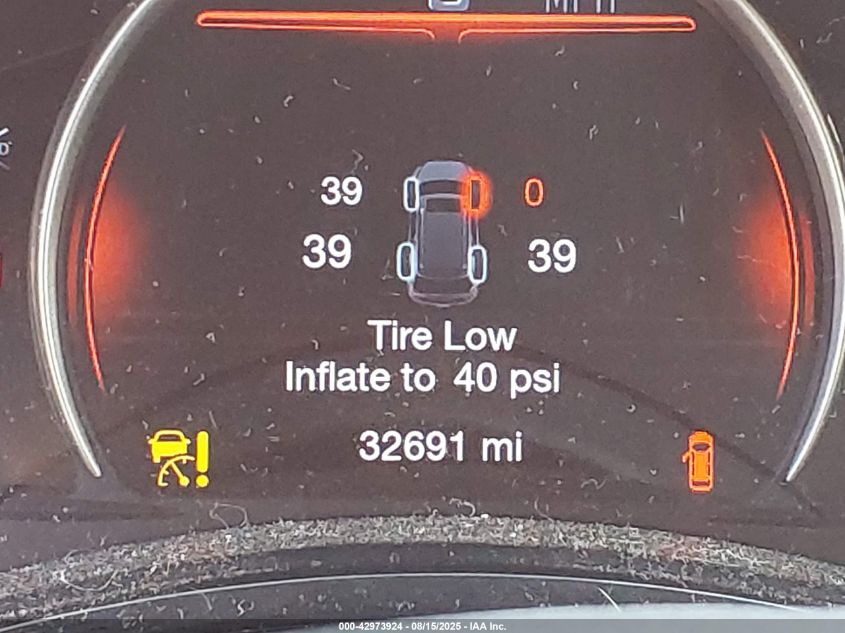 MPH
39 0
39 39
Tire Low
Inflate to 40 psi
32691 mi
000-42973924 - 08/15/2025 - IAA Inc.